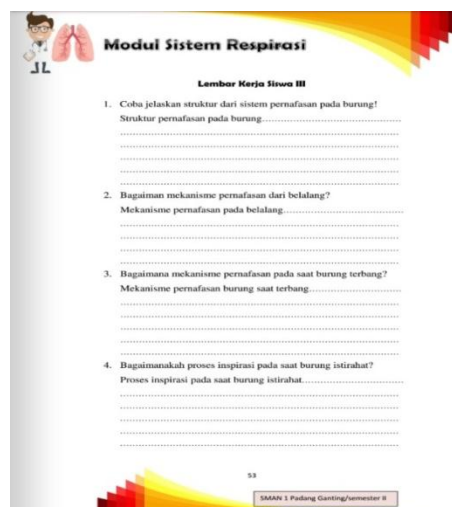 Modul Sistem Respirasi
Lembar Kerja Siswa III
1. Coba jelaskan struktur dari sistem pernafasan pada burung!
Struktur pernafasan pada burung......................................................
..........................................................................................
..........................................................................................
..........................................................................................
..........................................................................................
..........................................................................................
2. Bagaiman mekanisme pernafasan dari belalang?
Mekanisme pernafasan pada belalang..............................................
..........................................................................................
..........................................................................................
..........................................................................................
..........................................................................................
3. Bagaimana mekanisme pernafasan pada saat burung terbang?
Mekanisme pernafasan burung saat terbang....................................
..........................................................................................
..........................................................................................
..........................................................................................
..........................................................................................
..........................................................................................
4. Bagaimanakah proses inspirasi pada saat burung istirahat?
Proses inspirasi pada saat burung istirahat.......................................
..........................................................................................
..........................................................................................
..........................................................................................
..........................................................................................
..........................................................................................
53
SMAN 1 Padang Ganting/semester II